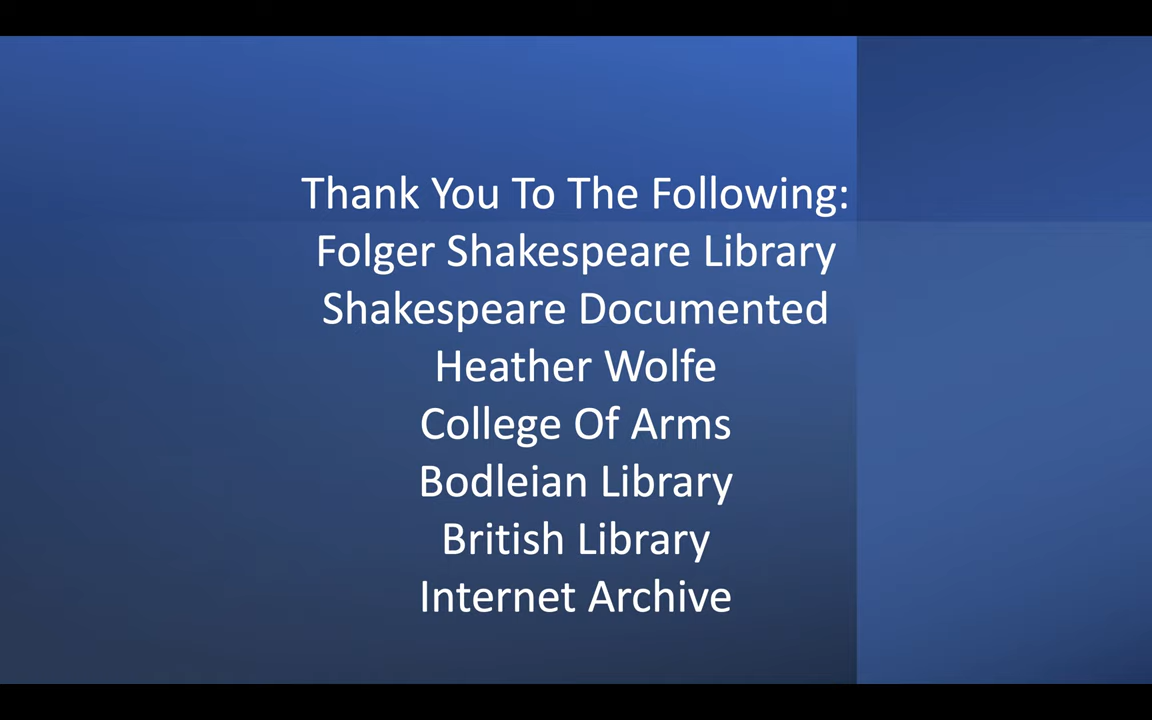 Thank You To The Following:
Folger Shakespeare Library
Shakespeare Documented
Heather Wolfe
College Of Arms
Bodleian Library
British Library
Internet Archive